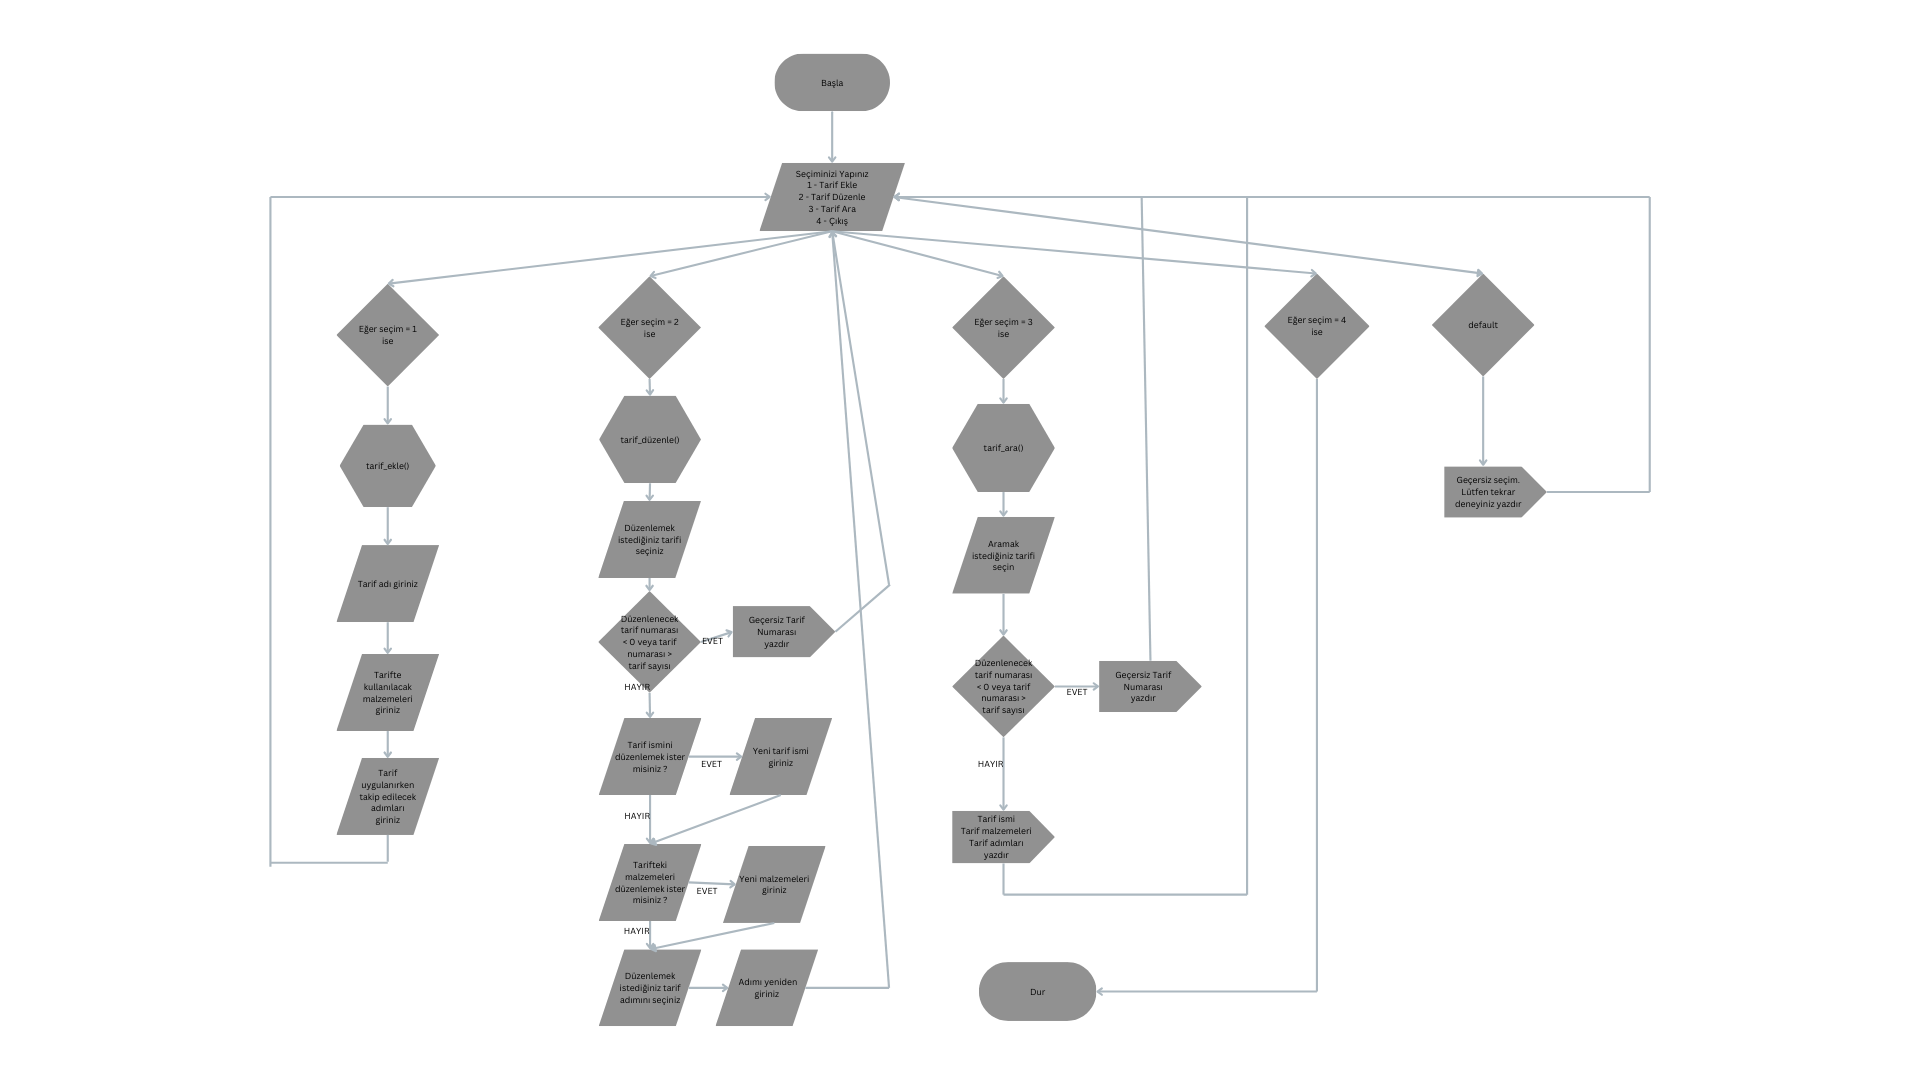 Başla
Seçiminizi Yapınız
1 - Tarif Ekle
2 - Tarif Düzenle
3 - Tarif Ara
4 - Çıkış
Eğer seçim = 1
ise
tarif_ekle()
Tarif adı giriniz
Tarifte
kullanılacak
malzemeleri
giriniz
Tarif
uygulanırken
takip edilecek
adımları
giriniz
Eğer seçim = 2
ise
tarif_düzenle()
Düzenlemek
istediğiniz tarifi
seçiniz
Düzenlenecek
tarif numarası
< 0 veya tarif
numarası >
tarif sayısı
EVET
Geçersiz Tarif
Numarası
yazdır
HAYIR
Tarif ismini
düzenlemek ister
misiniz ?
EVET
Yeni tarif ismi
giriniz
HAYIR
Tarifteki
malzemeleri
düzenlemek ister
misiniz ?
EVET
Yeni malzemeleri
giriniz
HAYIR
Düzenlemek
istediğiniz tarif
adımını seçiniz
Adımı yeniden
giriniz
Eğer seçim = 3
ise
tarif_ara()
Aramak
istediğiniz tarifi
seçin
Düzenlenecek
tarif numarası
< 0 veya tarif
numarası >
tarif sayısı
EVET
Geçersiz Tarif
Numarası
yazdır
HAYIR
Tarif ismi
Tarif malzemeleri
Tarif adımları
yazdır
Eğer seçim = 4
ise
Dur
default
Geçersiz seçim.
Lütfen tekrar
deneyiniz yazdır